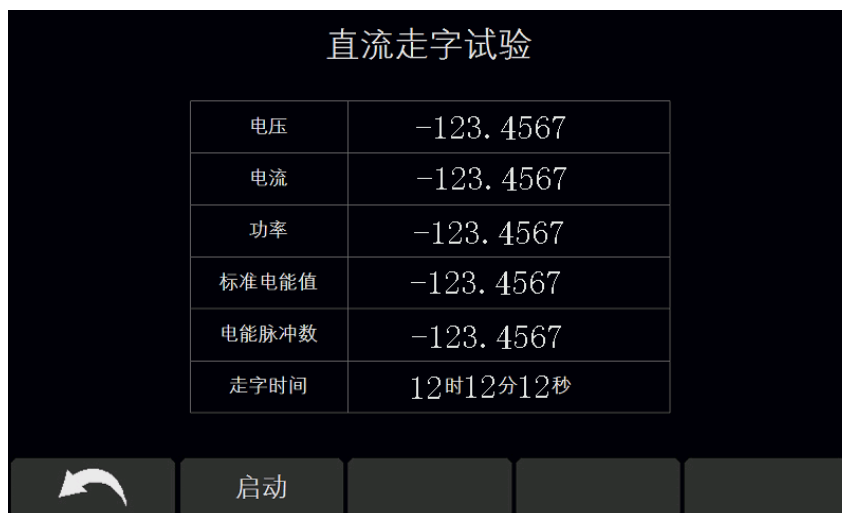 直流走字试验
电压 -123.4567
电流 -123.4567
功率 -123.4567
标准电能值 -123.4567
电能脉冲数 -123.4567
走字时间 12时12分12秒
启动